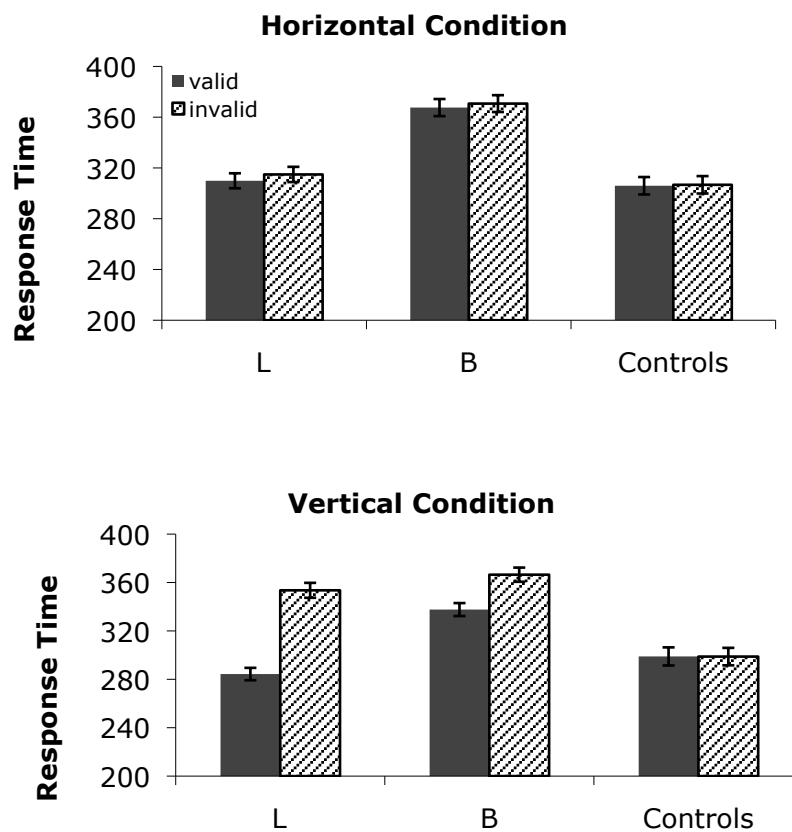 Horizontal Condition
400
360
320
280
240
200
Response Time
valid
invalid
L B Controls
Vertical Condition
400
360
320
280
240
200
Response Time
L B Controls